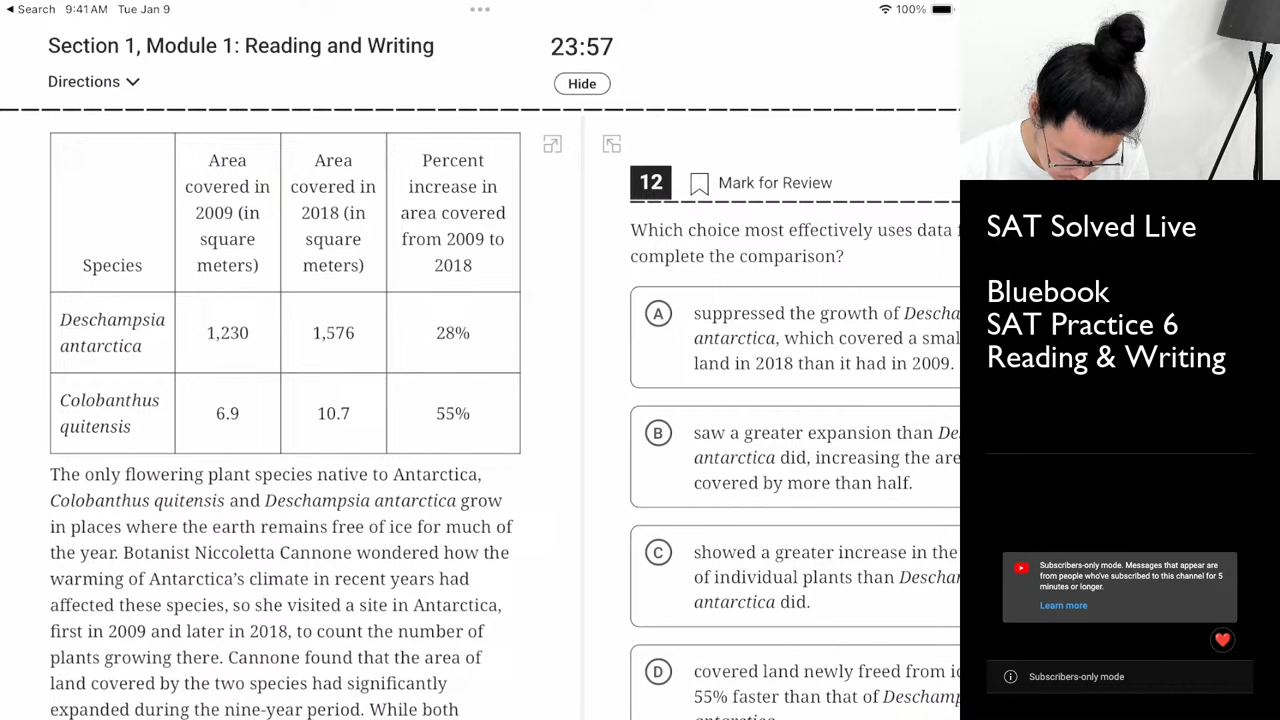 Search 9:41 AM Tue Jan 9
100%
Section 1, Module 1: Reading and Writing
23:57
Directions
Hide
Species
Area covered in 2009 (in square meters)
Area covered in 2018 (in square meters)
Percent increase in area covered from 2009 to 2018
Deschampsia antarctica
1,230
1,576
28%
Colobanthus quitensis
6.9
10.7
55%
The only flowering plant species native to Antarctica,
Colobanthus quitensis and Deschampsia antarctica grow
in places where the earth remains free of ice for much of
the year. Botanist Niccoletta Cannone wondered how the
warming of Antarctica's climate in recent years had
affected these species, so she visited a site in Antarctica,
first in 2009 and later in 2018, to count the number of
plants growing there. Cannone found that the area of
land covered by the two species had significantly
expanded during the nine-year period. While both
12 Mark for Review
Which choice most effectively uses data
complete the comparison?
A suppressed the growth of Descha
antarctica, which covered a smal
land in 2018 than it had in 2009.
B saw a greater expansion than De
antarctica did, increasing the are
covered by more than half.
C showed a greater increase in the
of individual plants than Descha
antarctica did.
D covered land newly freed from ic
55% faster than that of Deschamp
SAT Solved Live
Bluebook
SAT Practice 6
Reading & Writing
Subscribers-only mode. Messages that appear are
from people who've subscribed to this channel for 5
minutes or longer.
Learn more
Subscribers-only mode